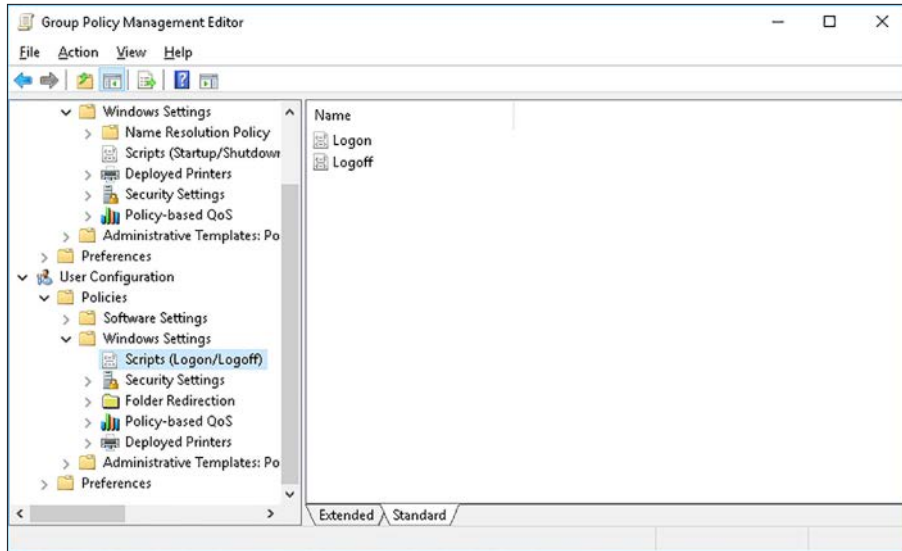 Group Policy Management Editor
File Action View Help
Windows Settings
Name Resolution Policy
Scripts (Startup/Shutdown
Deployed Printers
Security Settings
Policy-based QoS
Administrative Templates: Po
Preferences
User Configuration
Policies
Software Settings
Windows Settings
Scripts (Logon/Logoff)
Security Settings
Folder Redirection
Policy-based QoS
Deployed Printers
Administrative Templates: Po
Preferences
Name
Logon
Logoff
Extended Standard